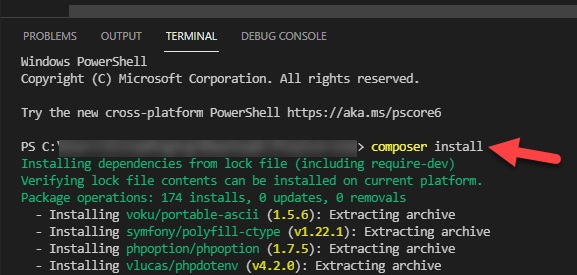 PROBLEMS OUTPUT TERMINAL DEBUG CONSOLE
Windows PowerShell
Copyright (C) Microsoft Corporation. All rights reserved.
Try the new cross-platform PowerShell https://aka.ms/pscore6
PS C:\ > composer install
Installing dependencies from lock file (including require-dev)
Verifying lock file contents can be installed on current platform.
Package operations: 174 installs, 0 updates, 0 removals
- Installing voku/portable-ascii (1.5.6): Extracting archive
- Installing symfony/polyfill-ctype (v1.22.1): Extracting archive
- Installing phpoption/phpoption (1.7.5): Extracting archive
- Installing vlucas/phpdotenv (v4.2.0): Extracting archive